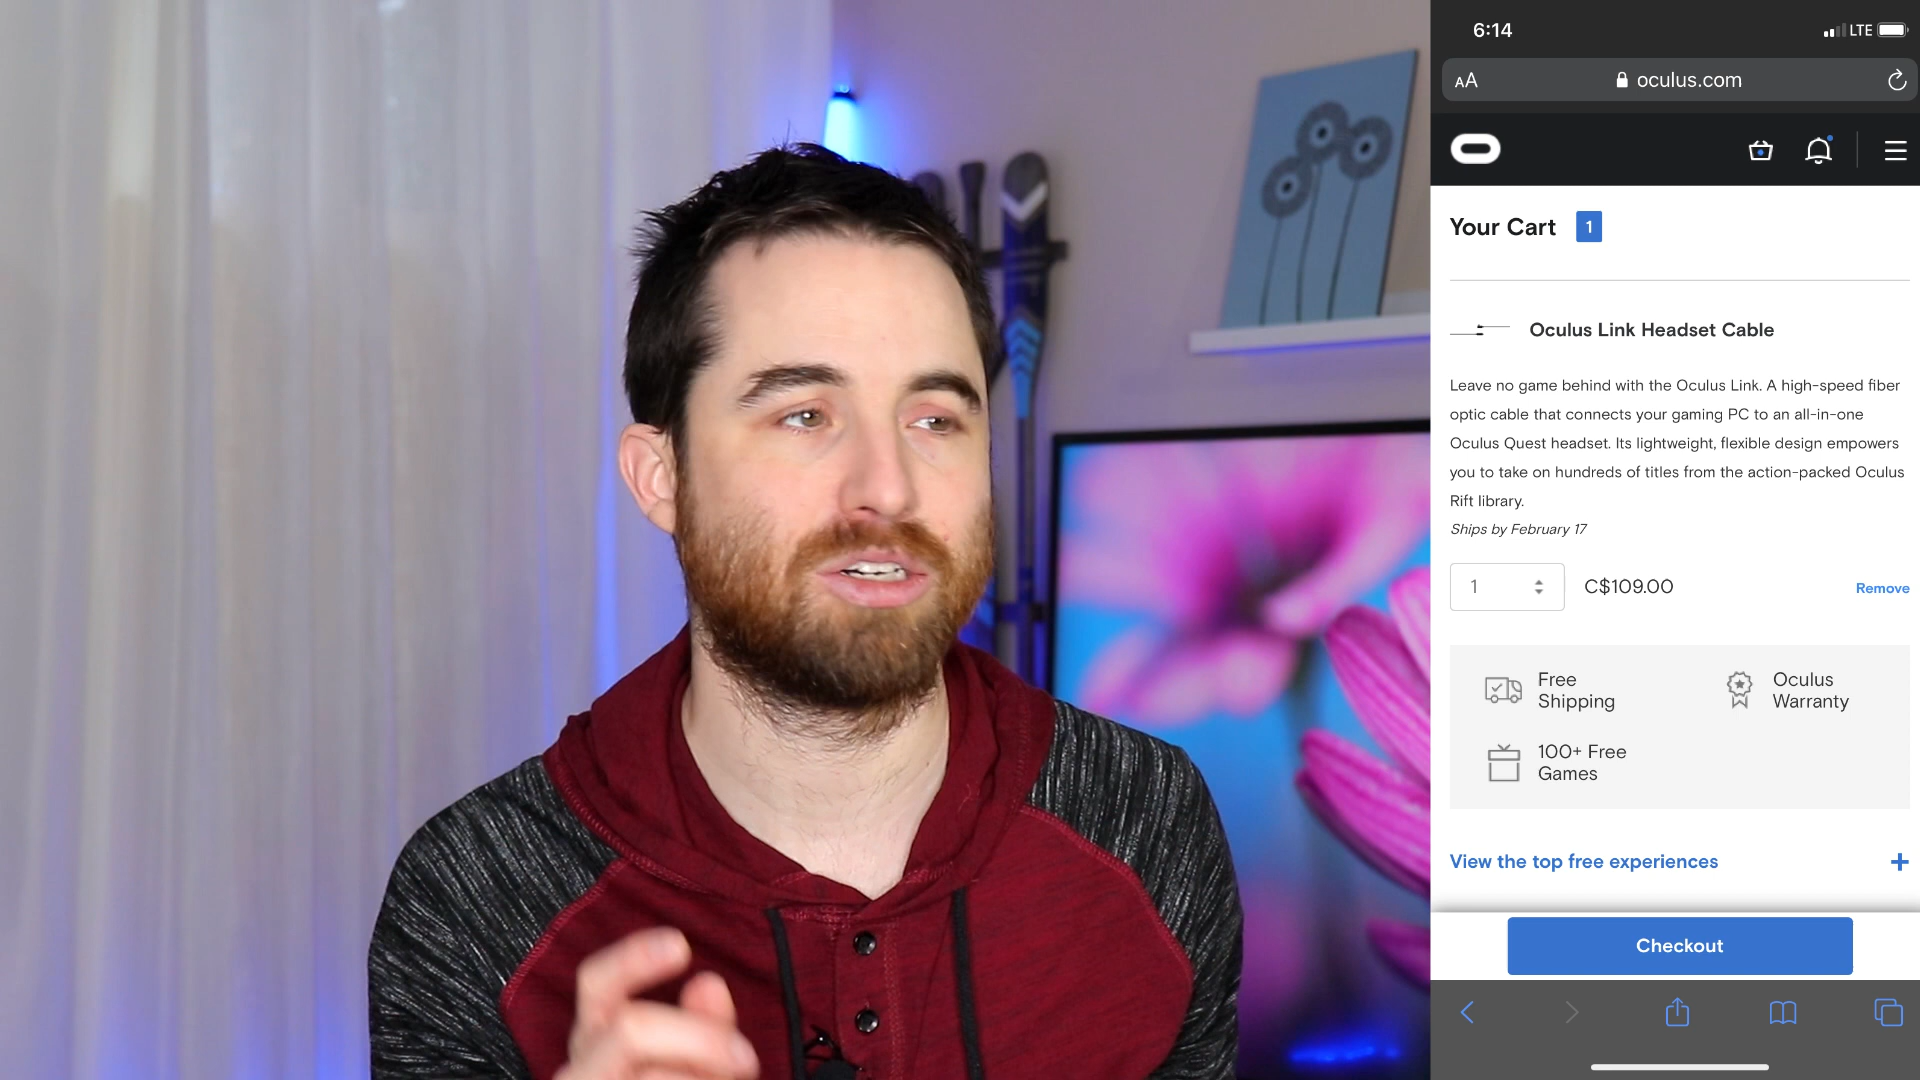 6:14
LTE
AA
oculus.com
Your Cart 1
Oculus Link Headset Cable
Leave no game behind with the Oculus Link. A high-speed fiber
optic cable that connects your gaming PC to an all-in-one
Oculus Quest headset. Its lightweight, flexible design empowers
you to take on hundreds of titles from the action-packed Oculus
Rift library.
Ships by February 17
1
C$109.00
Remove
Free
Shipping
Oculus
Warranty
100+ Free
Games
View the top free experiences
Checkout